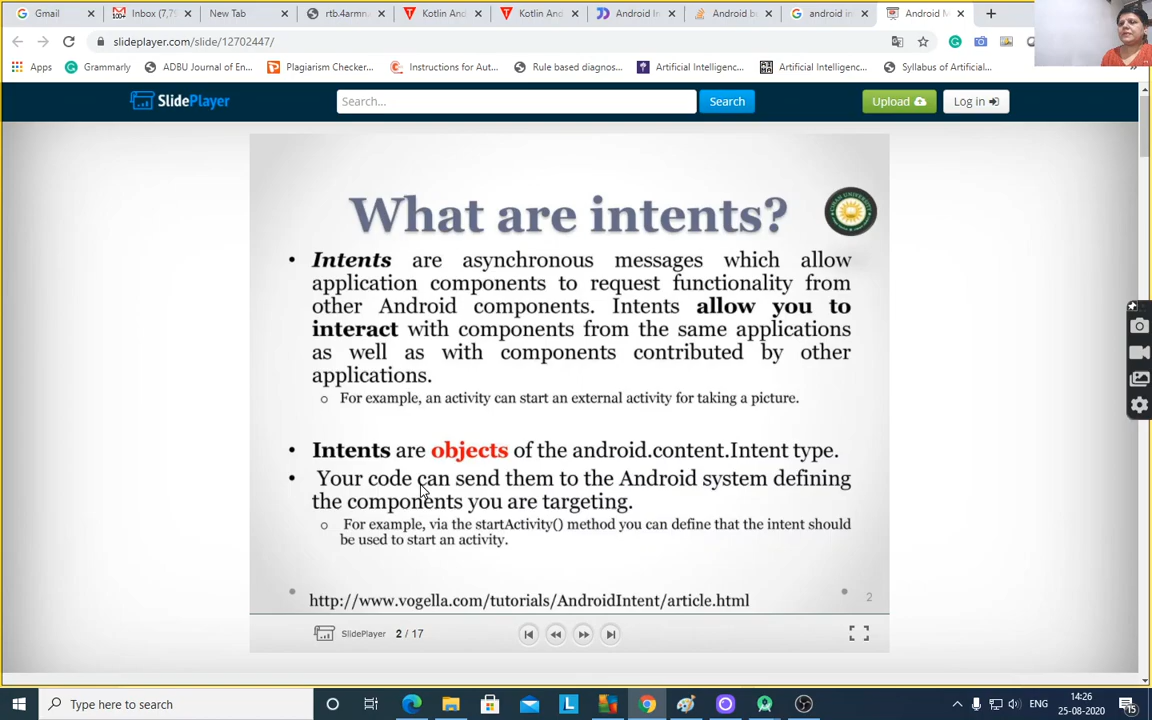 Gmail
Inbox (7,7
New Tab
rtb.4armn
Kotlin And
Kotlin And
Android In
Android b
android in
Android M
slideplayer.com/slide/12702447/
Apps
Grammarly
ADBU Journal of En...
Plagiarism Checker...
Instructions for Aut...
Rule based diagnos...
Artificial Intelligenc...
Artificial Intelligenc...
Syllabus of Artificial...
SlidePlayer
Search...
Search
Upload
Log in
What are intents?
• Intents are asynchronous messages which allow
application components to request functionality from
other Android components. Intents allow you to
interact with components from the same applications
as well as with components contributed by other
applications.
○ For example, an activity can start an external activity for taking a picture.
• Intents are objects of the android.content.Intent type.
• Your code can send them to the Android system defining
the components you are targeting.
○ For example, via the startActivity() method you can define that the intent should
be used to start an activity.
• http://www.vogella.com/tutorials/AndroidIntent/article.html
• 2
SlidePlayer 2 / 17
Type here to search
ENG
14:26
25-08-2020
15